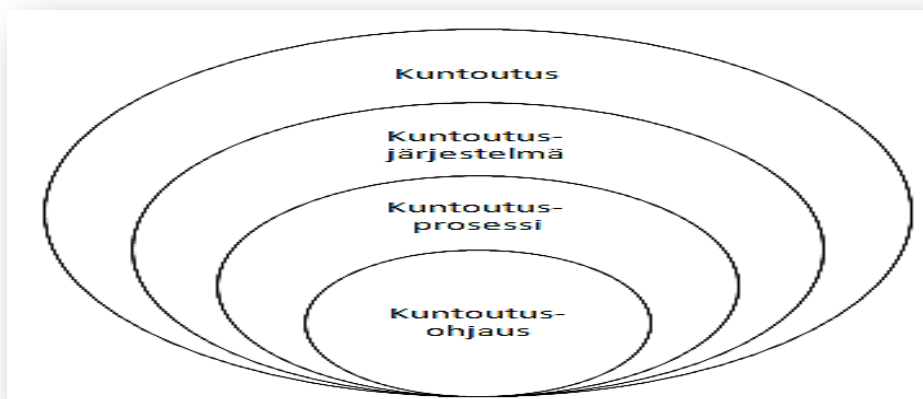 Kuntoutus
Kuntoutus-
järjestelmä
Kuntoutus-
prosessi
Kuntoutus-
ohjaus